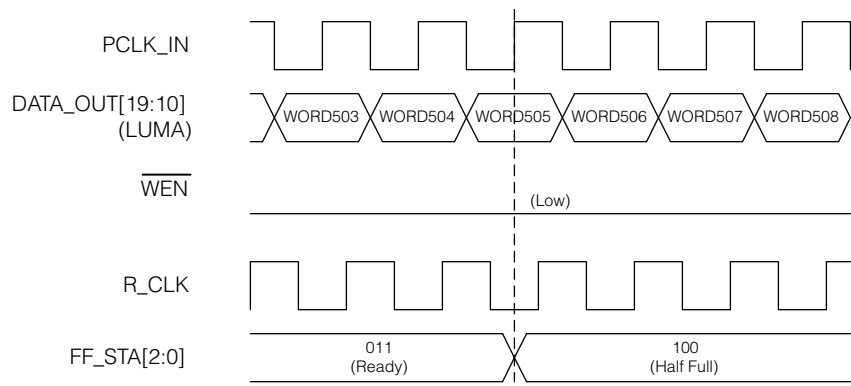 PCLK_IN
DATA_OUT[19:10]
(LUMA)
WORD503 WORD504 WORD505 WORD506 WORD507 WORD508
WEN
(Low)
R_CLK
FF_STA[2:0]
011
(Ready)
100
(Half Full)